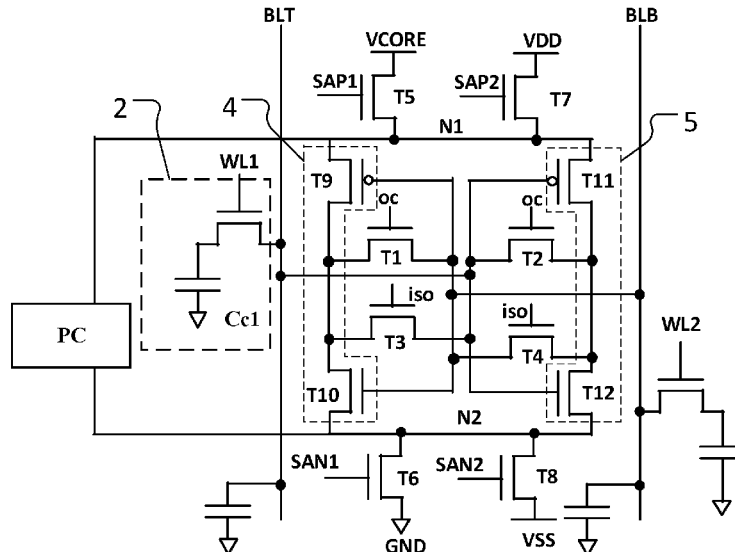 BLT
BLB
VCORE
VDD
SAP1
T5
SAP2
T7
2
4
5
N1
WL1
T9
T11
oc
oc
T1
T2
iso
iso
Cc1
PC
T3
T4
WL2
T10
T12
N2
SAN1
T6
SAN2
T8
GND
VSS